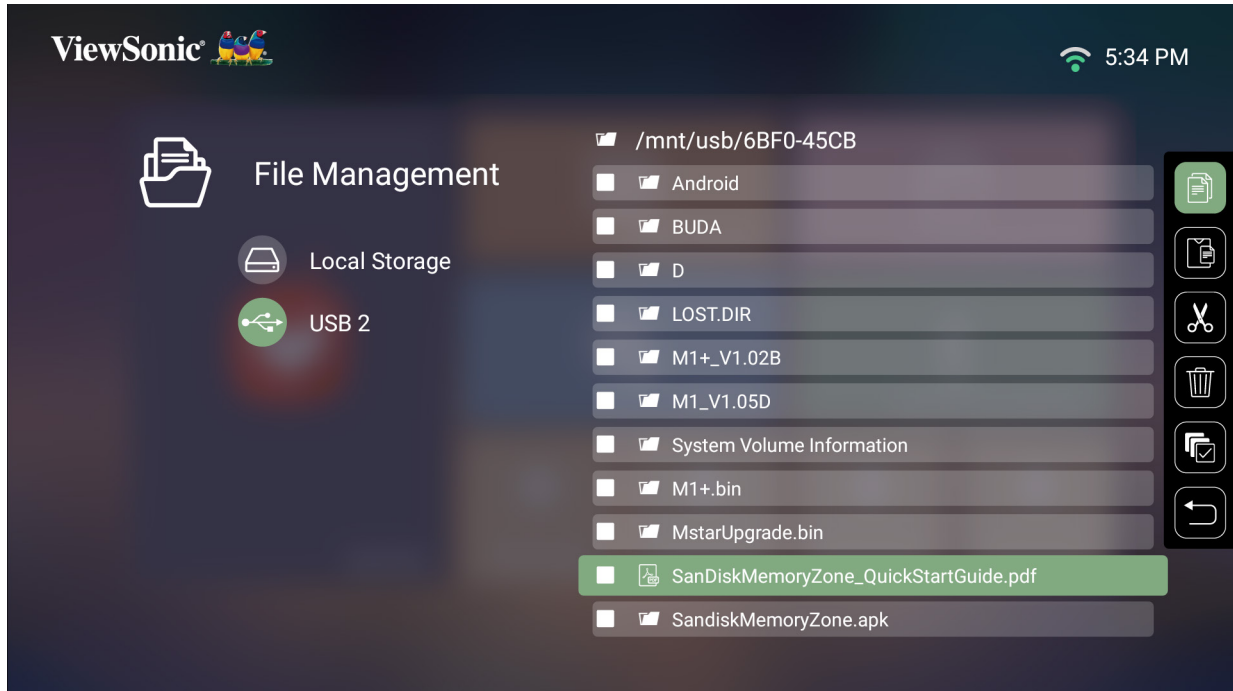 ViewSonic®
5:34 PM
File Management
Local Storage
USB 2
/mnt/usb/6BF0-45CB
Android
BUDA
D
LOST.DIR
M1+_V1.02B
M1_V1.05D
System Volume Information
M1+.bin
MstarUpgrade.bin
SanDiskMemoryZone_QuickStartGuide.pdf
SandiskMemoryZone.apk